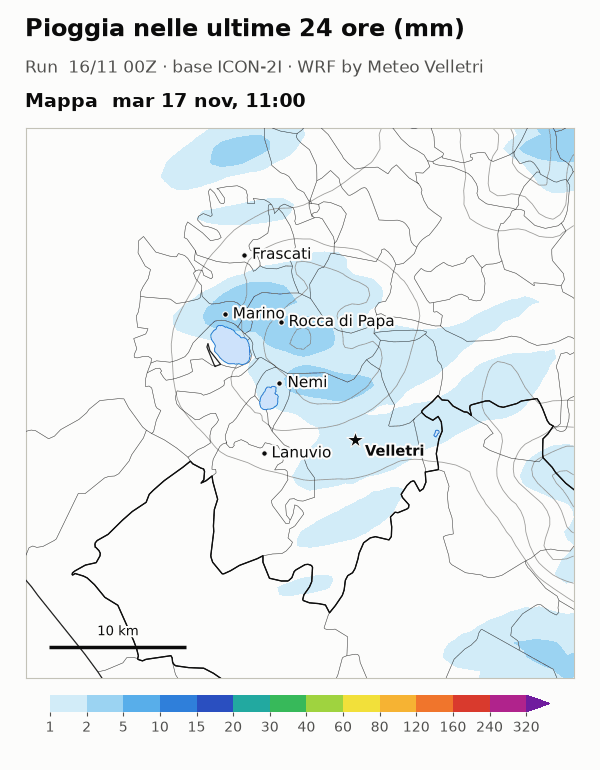 Pioggia nelle ultime 24 ore (mm)
Run  16/11 00Z · base ICON-2I · WRF by Meteo Velletri
Mappa  mar 17 nov, 11:00
Frascati
Marino
Rocca di Papa
Nemi
Velletri
Lanuvio
10 km
1 2 5 10 15 20 30 40 60 80 120 160 240 320